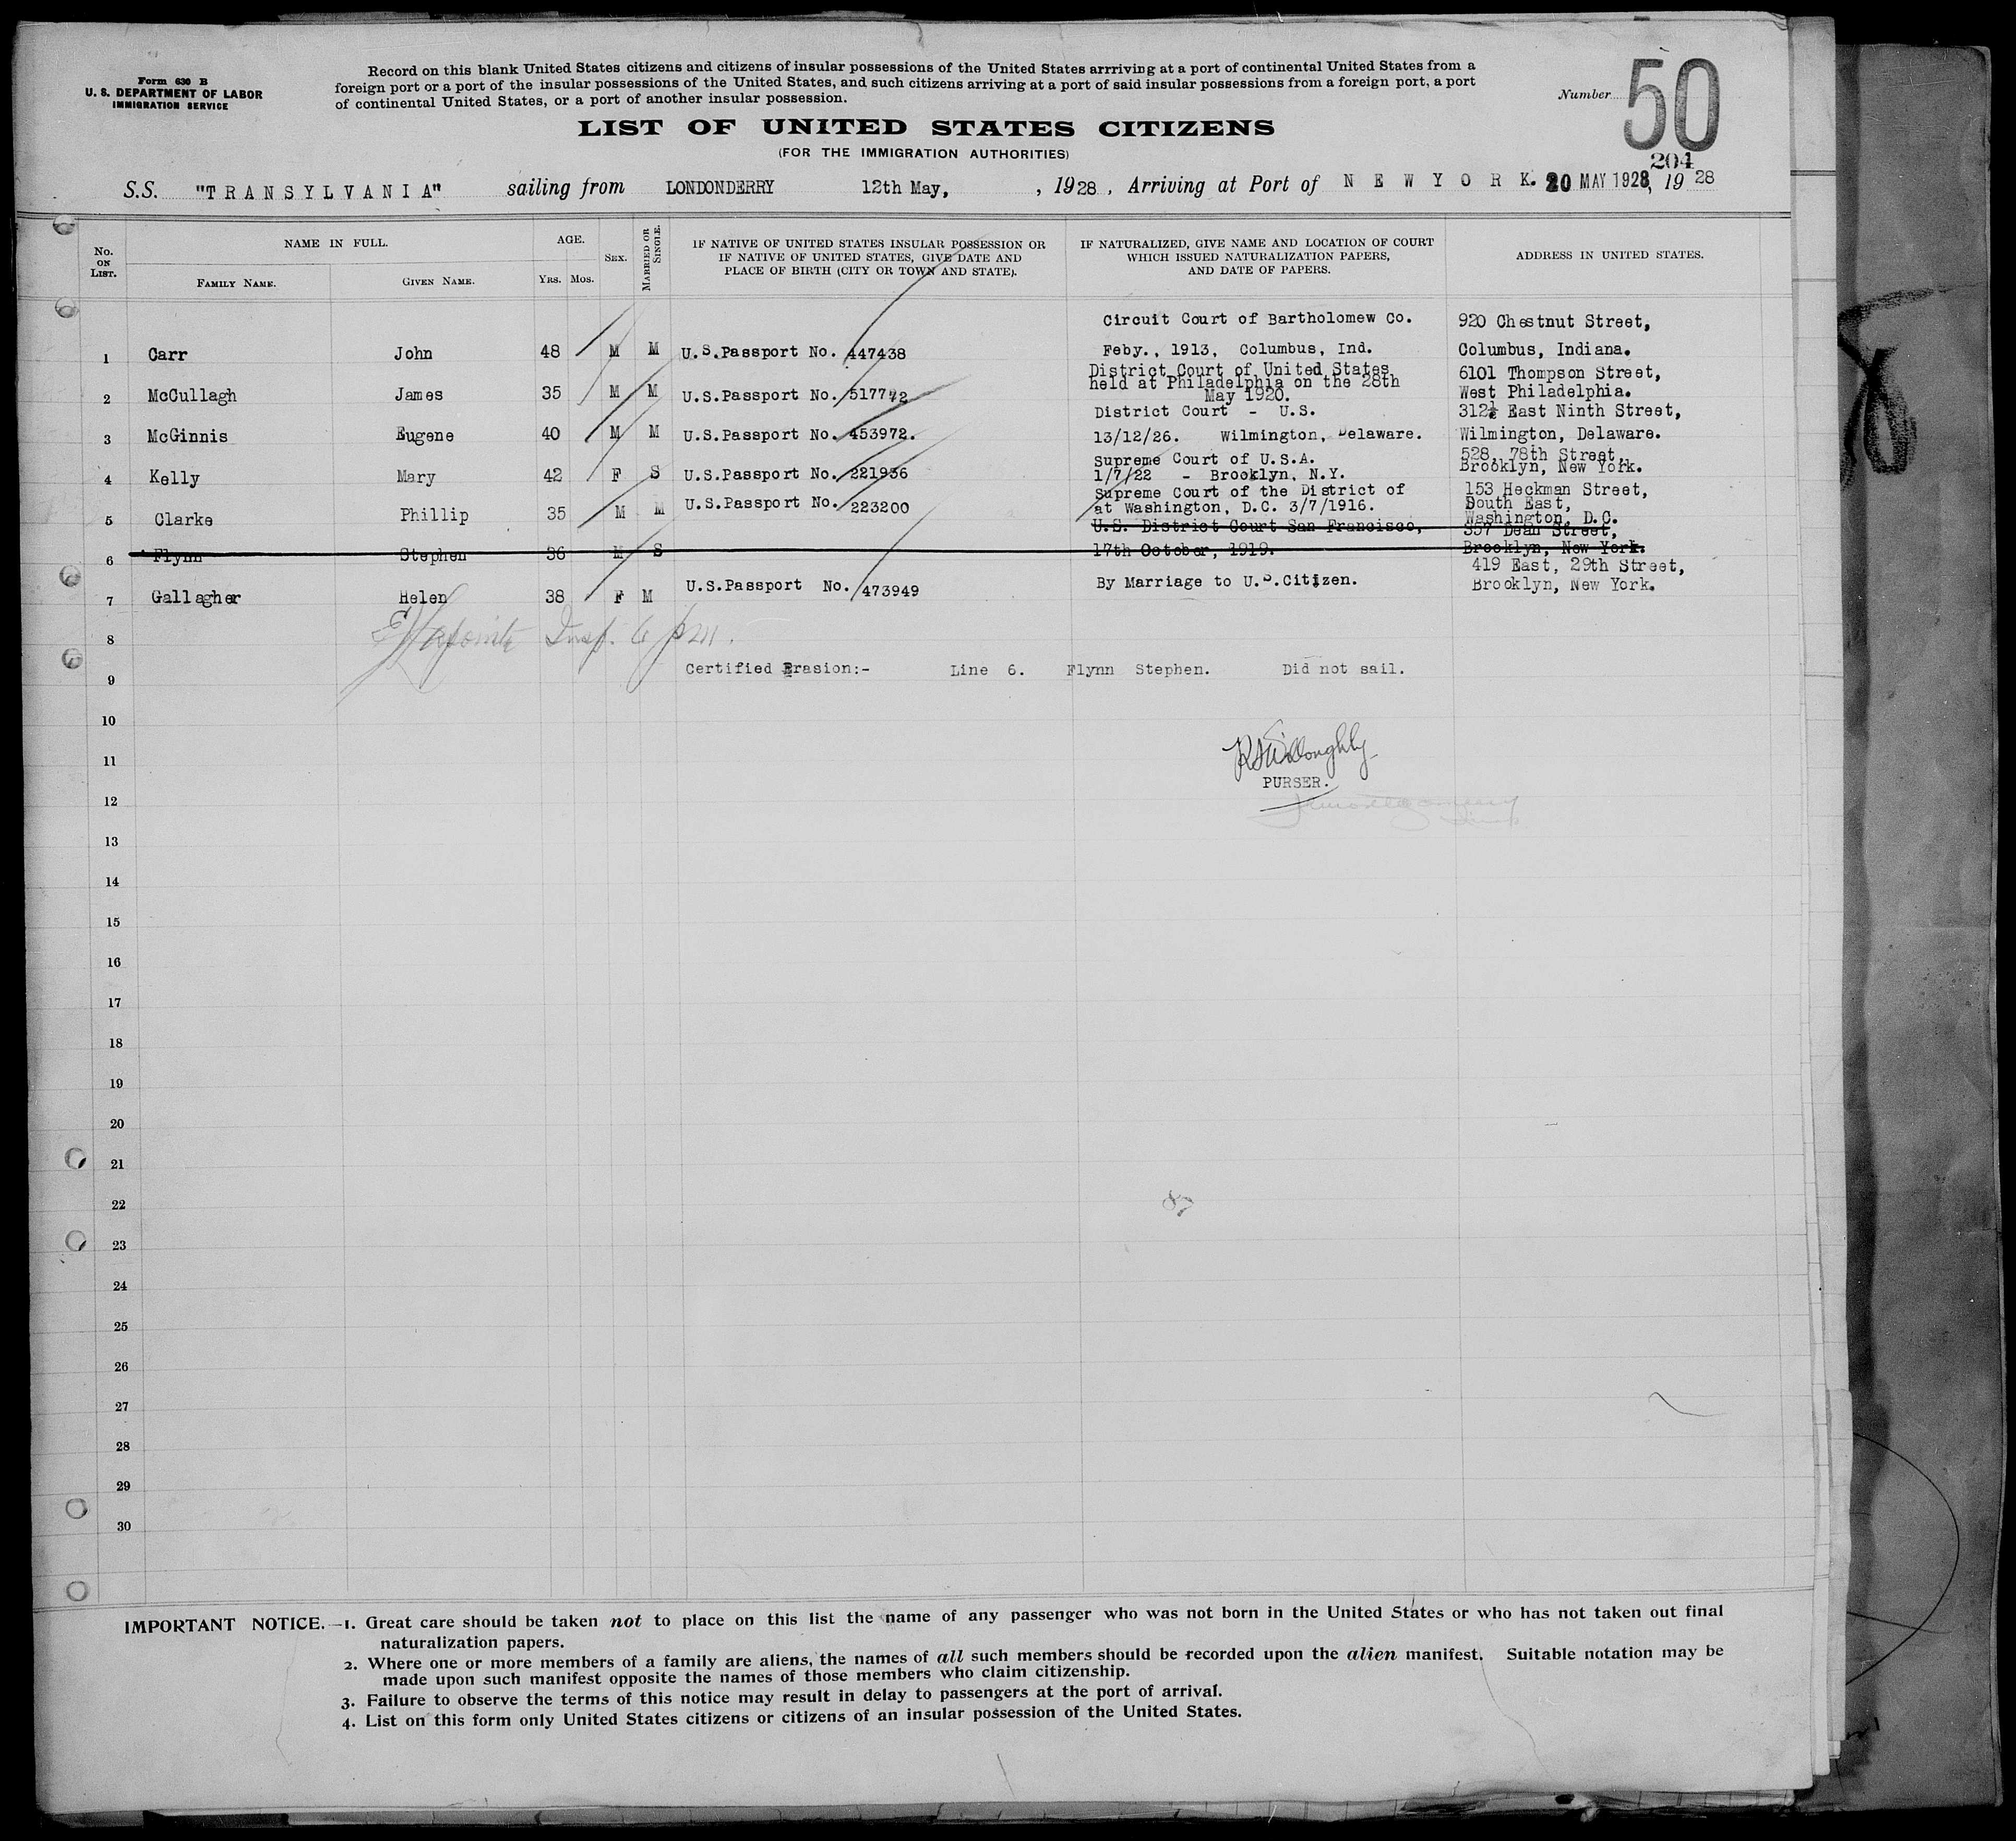 Form 630 B
U. S. DEPARTMENT OF LABOR
IMMIGRATION SERVICE
Record on this blank United States citizens and citizens of insular possessions of the United States arrriving at a port of continental United States from a
foreign port or a port of the insular possessions of the United States, and such citizens arriving at a port of said insular possessions from a foreign port, a port
of continental United States, or a port of another insular possession.
Number 50
LIST OF UNITED STATES CITIZENS
(FOR THE IMMIGRATION AUTHORITIES)
204
S.S. "TRANSYLVANIA" sailing from LONDONDERRY 12th May, , 1928, Arriving at Port of NEW YORK. 20 MAY 1928, 1928
No. ON LIST.
NAME IN FULL.
FAMILY NAME.
GIVEN NAME.
AGE.
YRS. MOS.
SEX.
MARRIED OR SINGLE.
IF NATIVE OF UNITED STATES INSULAR POSSESSION OR
IF NATIVE OF UNITED STATES, GIVE DATE AND
PLACE OF BIRTH (CITY OR TOWN AND STATE).
IF NATURALIZED, GIVE NAME AND LOCATION OF COURT
WHICH ISSUED NATURALIZATION PAPERS,
AND DATE OF PAPERS.
ADDRESS IN UNITED STATES.
Circuit Court of Bartholomew Co. 920 Chestnut Street,
1 Carr John 48 M M U.S.Passport No. 447438 Feby., 1913, Columbus, Ind. Columbus, Indiana.
District Court of United States 6101 Thompson Street,
held at Philadelphia on the 28th
2 McCullagh James 35 M M U.S.Passport No. 517742 May 1920. West Philadelphia.
District Court - U.S. 312½ East Ninth Street,
3 McGinnis Eugene 40 M M U.S.Passport No. 453972. 13/12/26. Wilmington, Delaware. Wilmington, Delaware.
Supreme Court of U.S.A. 528, 78th Street,
4 Kelly Mary 42 F S U.S.Passport No. 221936 1/7/22 - Brooklyn, N.Y. Brooklyn, New York.
Supreme Court of the District of 153 Heckman Street,
5 Clarke Phillip 35 M M U.S.Passport No. 223200 at Washington, D.C. 3/7/1916. South East,
Washington, D.C.
U.S. District Court San Francisco, 357 Dean Street,
6 Flynn Stephen 36 M S 17th October, 1919. Brooklyn, New York.
419 East, 29th Street,
7 Gallagher Helen 38 F M U.S.Passport No. 473949 By Marriage to U.S.Citizen. Brooklyn, New York.
8 Insp. 6 pm.
9 Certified Erasion:- Line 6. Flynn Stephen. Did not sail.
10
11 Willoughby
PURSER.
12
13
14
15
16
17
18
19
20
21
22 87
23
24
25
26
27
28
29
30
IMPORTANT NOTICE.—1. Great care should be taken not to place on this list the name of any passenger who was not born in the United States or who has not taken out final
naturalization papers.
2. Where one or more members of a family are aliens, the names of all such members should be recorded upon the alien manifest. Suitable notation may be
made upon such manifest opposite the names of those members who claim citizenship.
3. Failure to observe the terms of this notice may result in delay to passengers at the port of arrival.
4. List on this form only United States citizens or citizens of an insular possession of the United States.